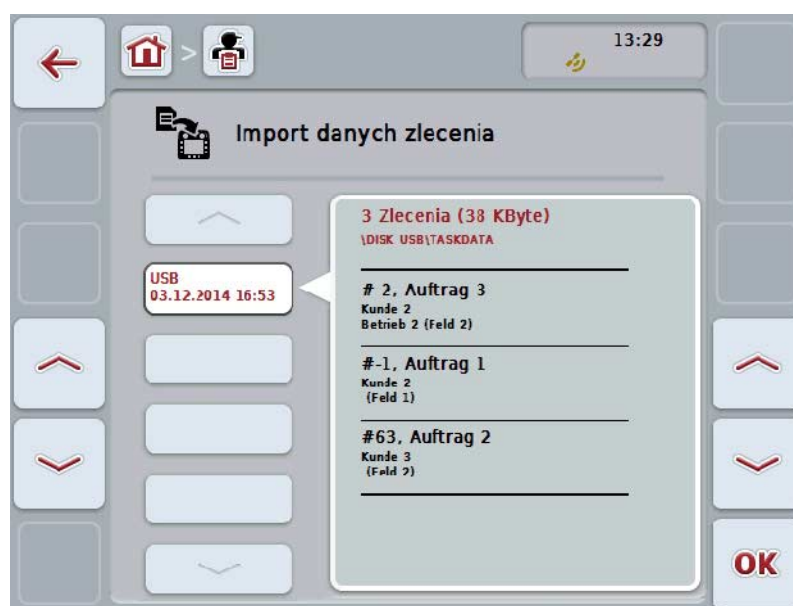 13:29
Import danych zlecenia
USB
03.12.2014 16:53
3 Zlecenia (38 KByte)
\DISK USB\TASKDATA
# 2, Auftrag 3
Kunde 2
Betrieb 2 (Feld 2)
#-1, Auftrag 1
Kunde 2
(Feld 1)
#63, Auftrag 2
Kunde 3
(Feld 2)
OK